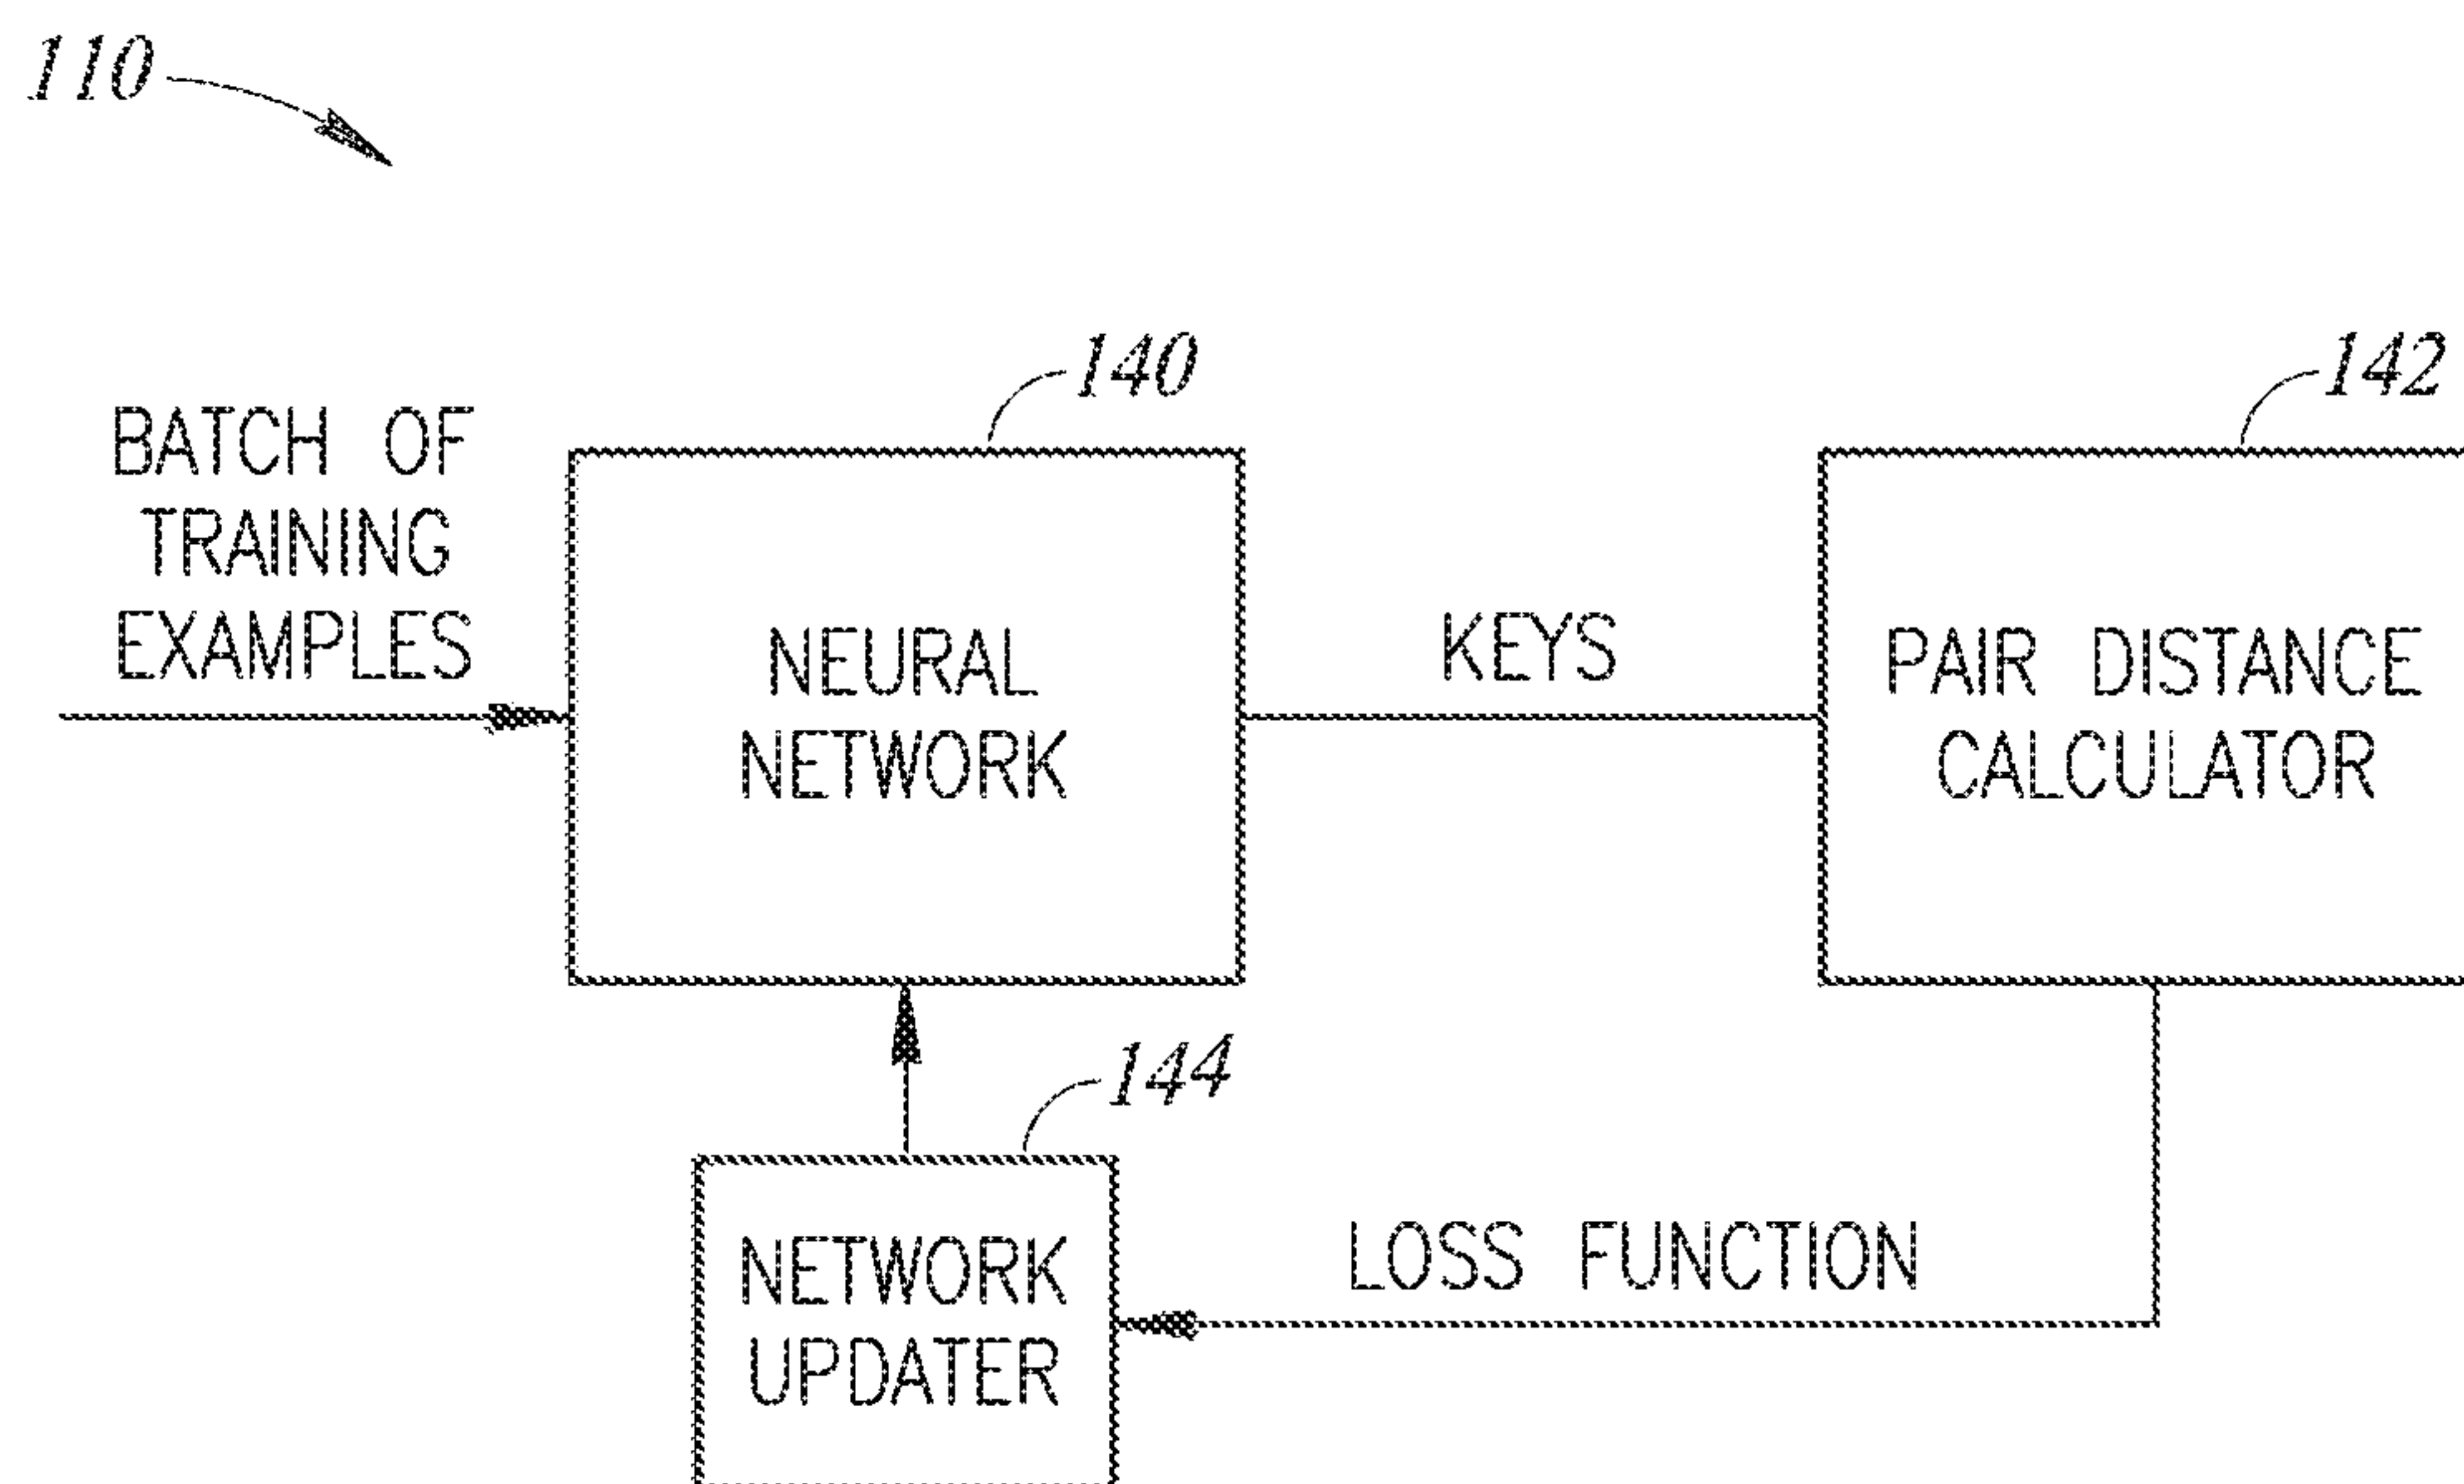 110
140
142
BATCH OF
TRAINING
EXAMPLES
NEURAL
NETWORK
KEYS
PAIR DISTANCE
CALCULATOR
144
NETWORK
UPDATER
LOSS FUNCTION